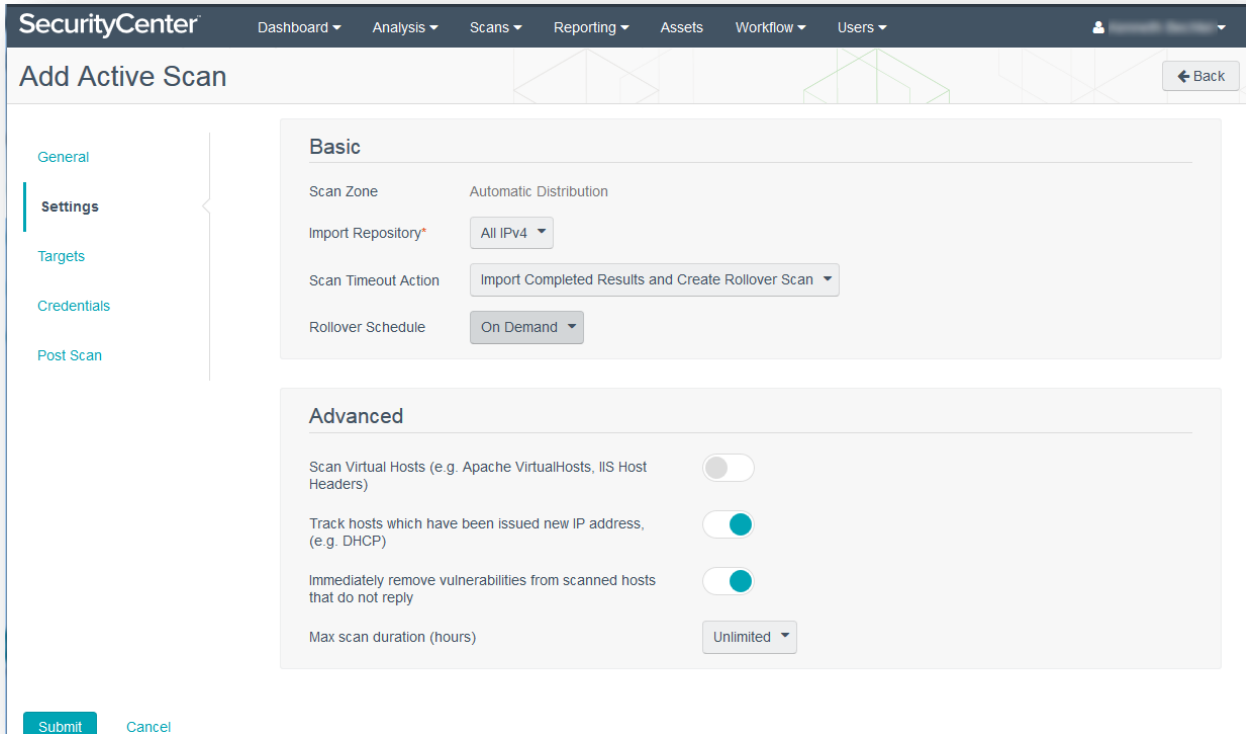 SecurityCenter
Dashboard Analysis Scans Reporting Assets Workflow Users
Add Active Scan
Back
General
Settings
Targets
Credentials
Post Scan
Basic
Scan Zone Automatic Distribution
Import Repository* All IPv4
Scan Timeout Action Import Completed Results and Create Rollover Scan
Rollover Schedule On Demand
Advanced
Scan Virtual Hosts (e.g. Apache VirtualHosts, IIS Host
Headers)
Track hosts which have been issued new IP address,
(e.g. DHCP)
Immediately remove vulnerabilities from scanned hosts
that do not reply
Max scan duration (hours) Unlimited
Submit Cancel